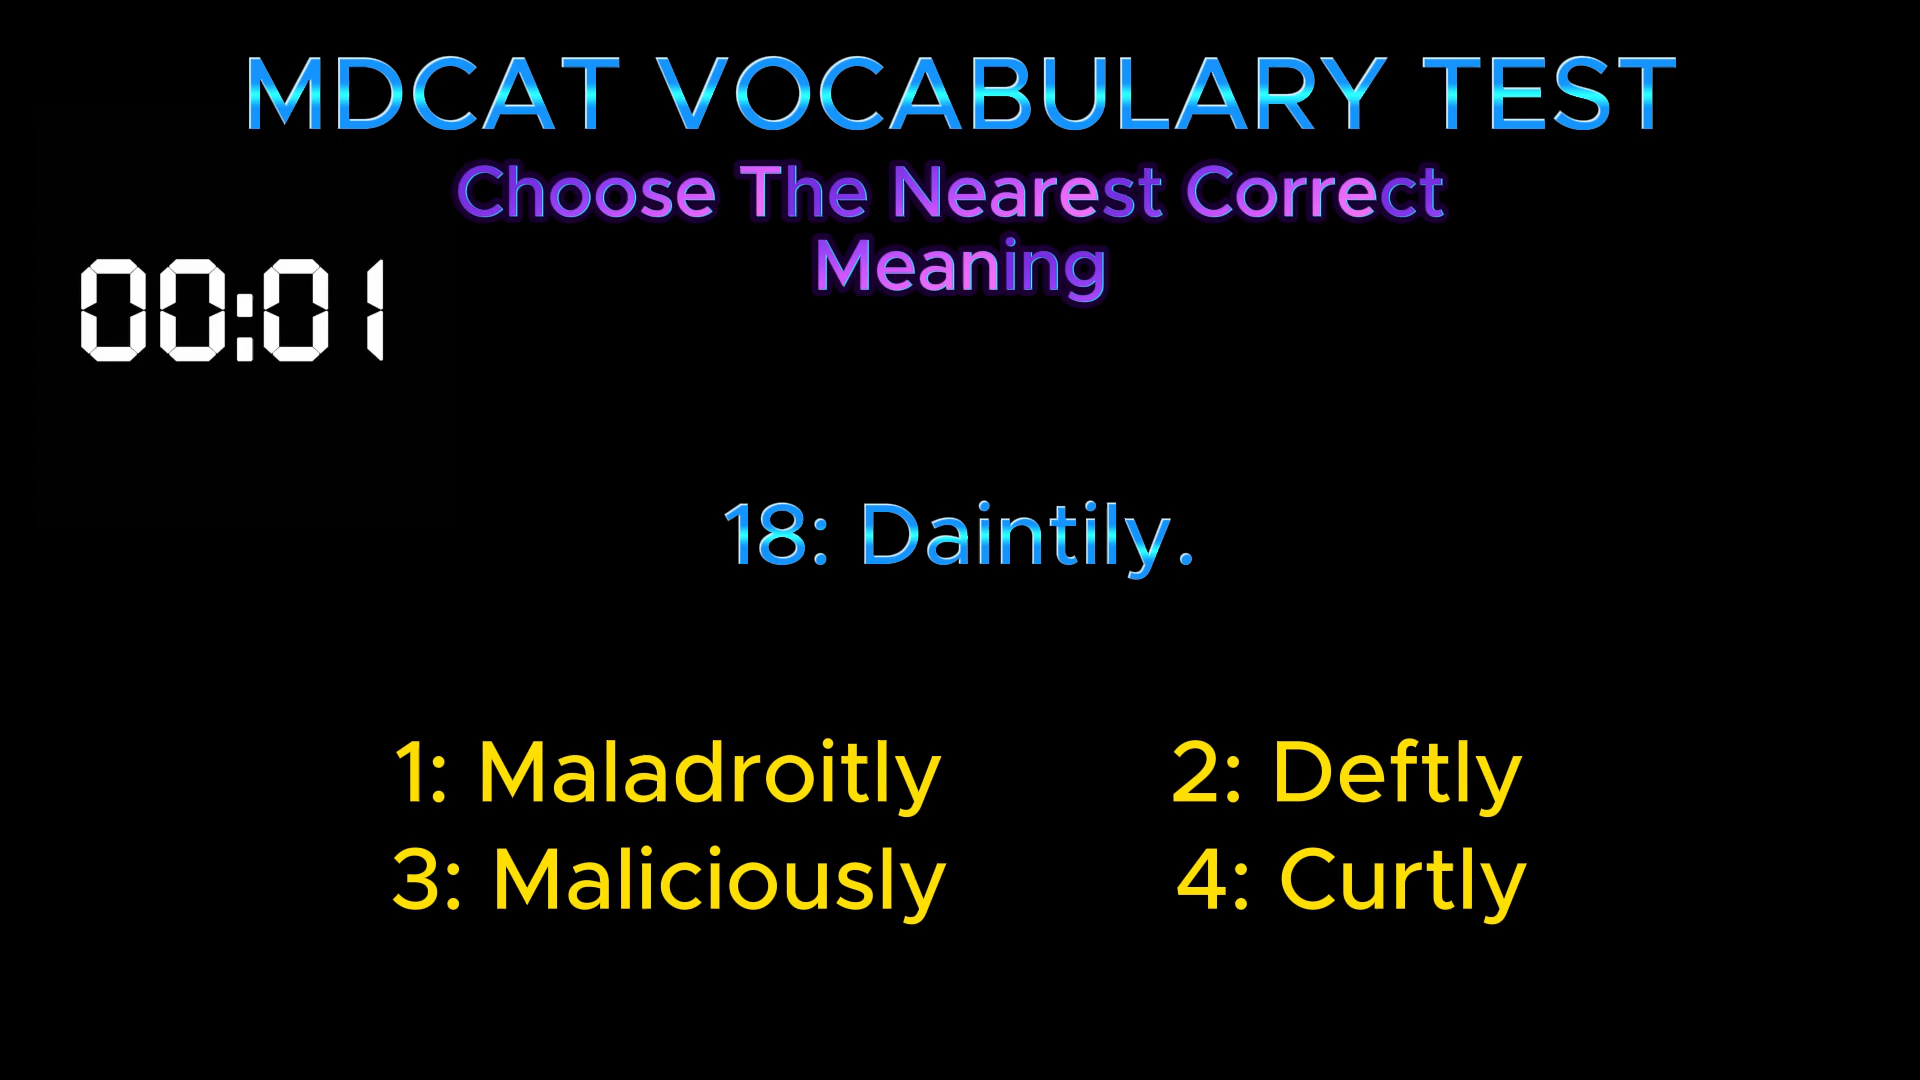 MDCAT VOCABULARY TEST
Choose The Nearest Correct
Meaning
00:01
18: Daintily.
1: Maladroitly
2: Deftly
3: Maliciously
4: Curtly